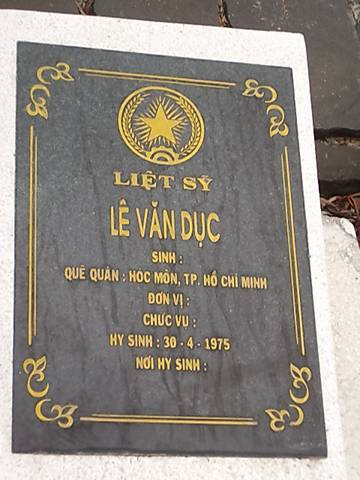 LIỆT SỸ
LÊ VĂN DỤC
SINH :
QUÊ QUÁN : HÓC MÔN, TP. HỒ CHÍ MINH
ĐƠN VỊ :
CHỨC VỤ :
HY SINH : 30 - 4 - 1975
NƠI HY SINH :